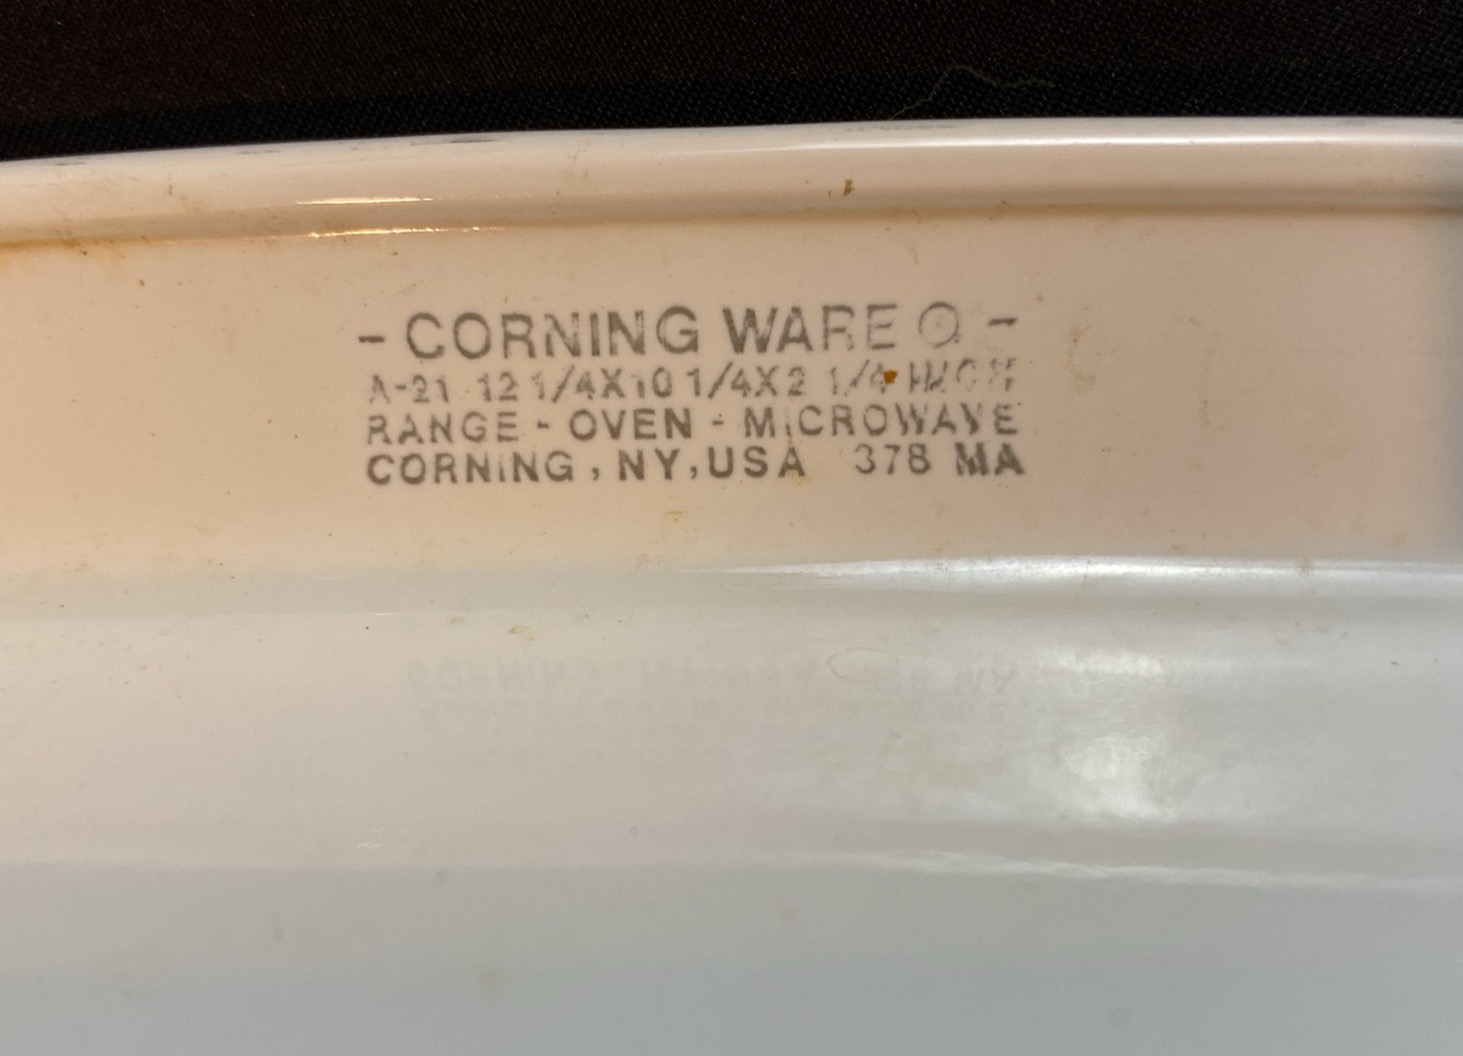 - CORNING WARE ® -
A-21 12 1/4X10 1/4X2 1/4 INCH
RANGE - OVEN - MICROWAVE
CORNING, NY, USA 378 MA